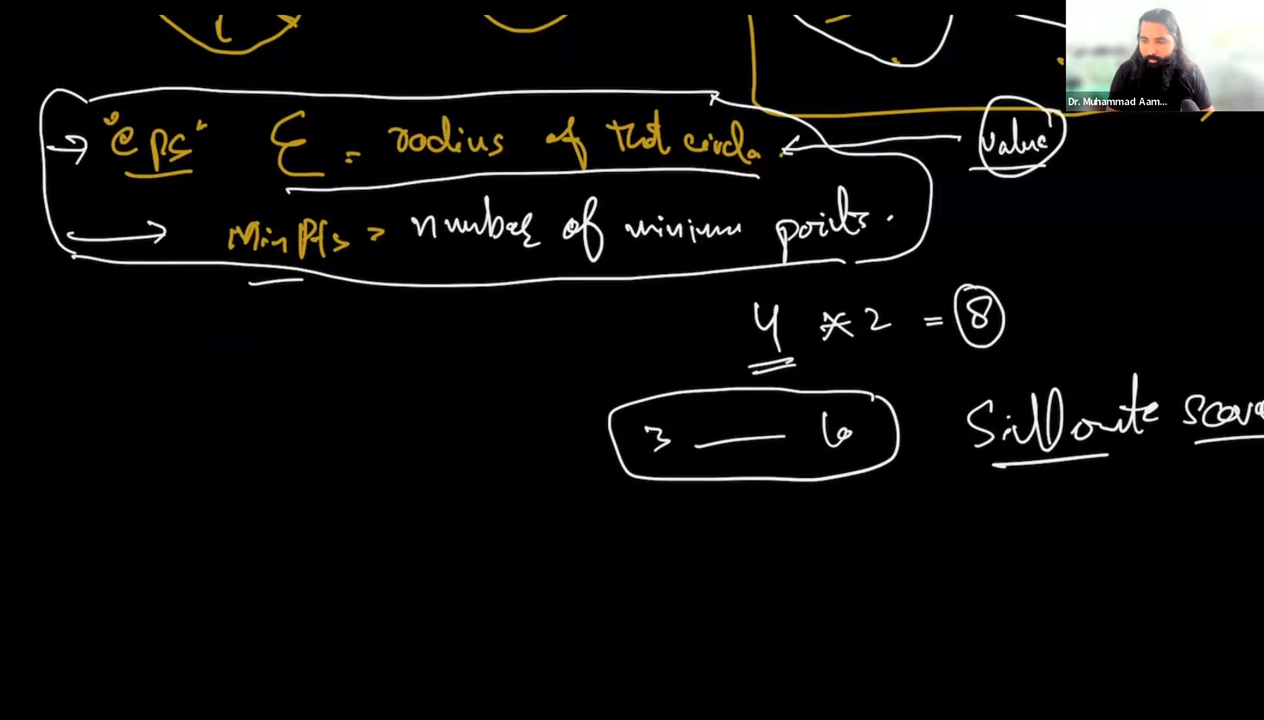 Dr. Muhammad Aam...
→ "eps" ε = radius of that circle. ← value
→ MinPts = number of minimum points.
4 * 2 = 8
3 — 6 Sillouite score